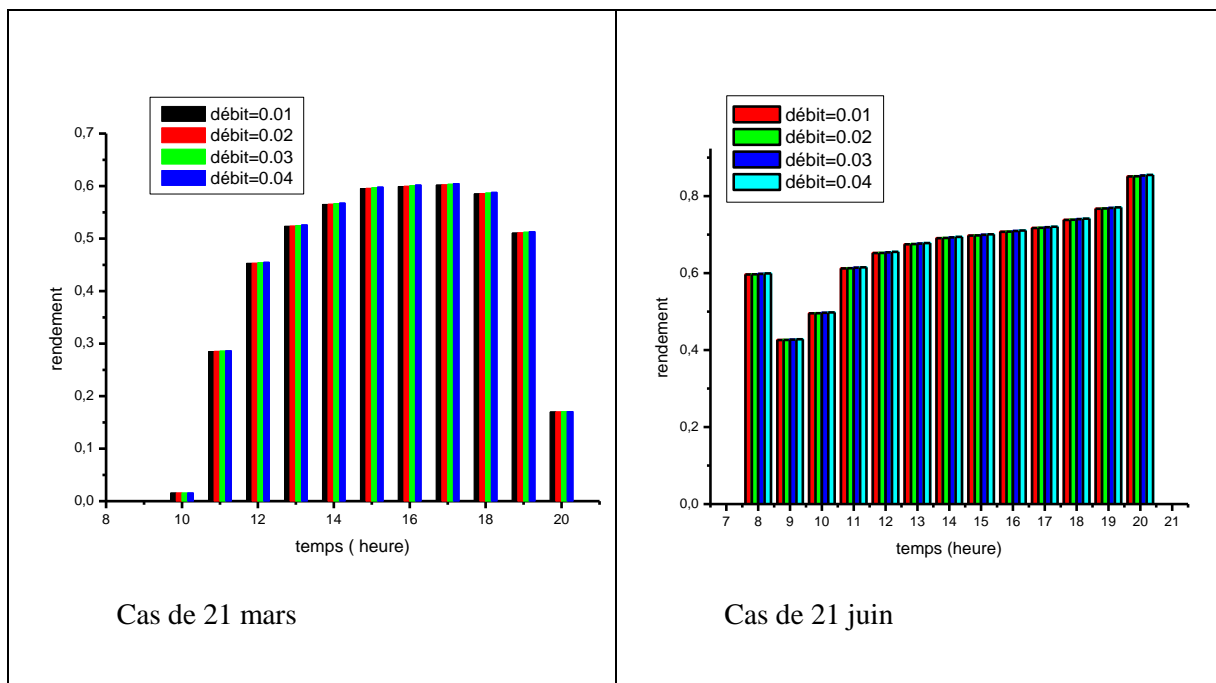 débit=0.01
débit=0.02
débit=0.03
débit=0.04
0,7
0,6
0,5
0,4
0,3
0,2
0,1
0,0
rendement
8 10 12 14 16 18 20
temps ( heure)
Cas de 21 mars
débit=0.01
débit=0.02
débit=0.03
débit=0.04
0,8
0,6
0,4
0,2
0,0
rendement
7 8 9 10 11 12 13 14 15 16 17 18 19 20 21
temps (heure)
Cas de 21 juin